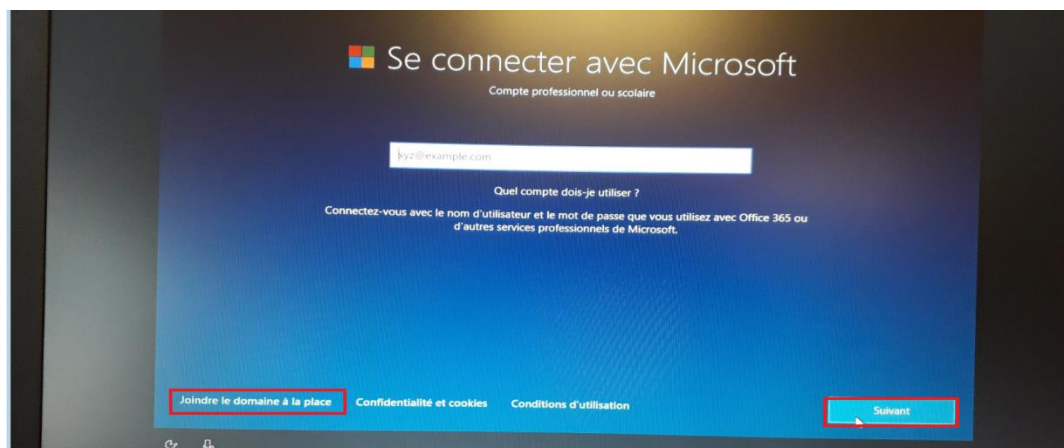 Se connecter avec Microsoft
Compte professionnel ou scolaire
xyz@example.com
Quel compte dois-je utiliser ?
Connectez-vous avec le nom d'utilisateur et le mot de passe que vous utilisez avec Office 365 ou
d'autres services professionnels de Microsoft.
Joindre le domaine à la place Confidentialité et cookies Conditions d'utilisation Suivant